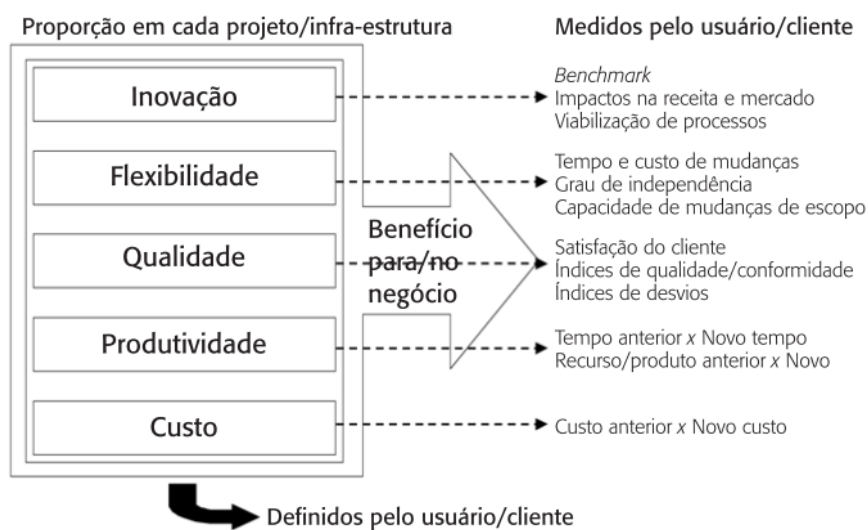 Proporção em cada projeto/infra-estrutura
Medidos pelo usuário/cliente
Inovação
Benchmark
Impactos na receita e mercado
Viabilização de processos
Flexibilidade
Tempo e custo de mudanças
Grau de independência
Capacidade de mudanças de escopo
Benefício
para/no
negócio
Qualidade
Satisfação do cliente
Índices de qualidade/conformidade
Índices de desvios
Produtividade
Tempo anterior x Novo tempo
Recurso/produto anterior x Novo
Custo
Custo anterior x Novo custo
Definidos pelo usuário/cliente